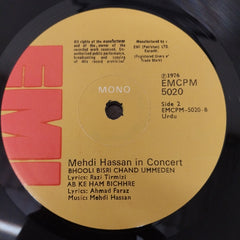 All rights of the manufacturer
and of the owner of the recorded
work reserved.
Unauthorised public
performance, broadcasting
and copying of this
record prohibited.
Manufactured by
EMI (Pakistan) LTD.
Karachi.
(Registered Users of
Trade Mark)
EMI
MONO
℗1976
EMCPM
5020
Side 2
EMCPM-5020-B
Urdu
Mehdi Hassan in Concert
BHOOLI BISRI CHAND UMMEDEN
Lyrics: Razi Tirmizi
AB KE HAM BICHHRE
Lyrics: Ahmad Faraz
Music: Mehdi Hassan